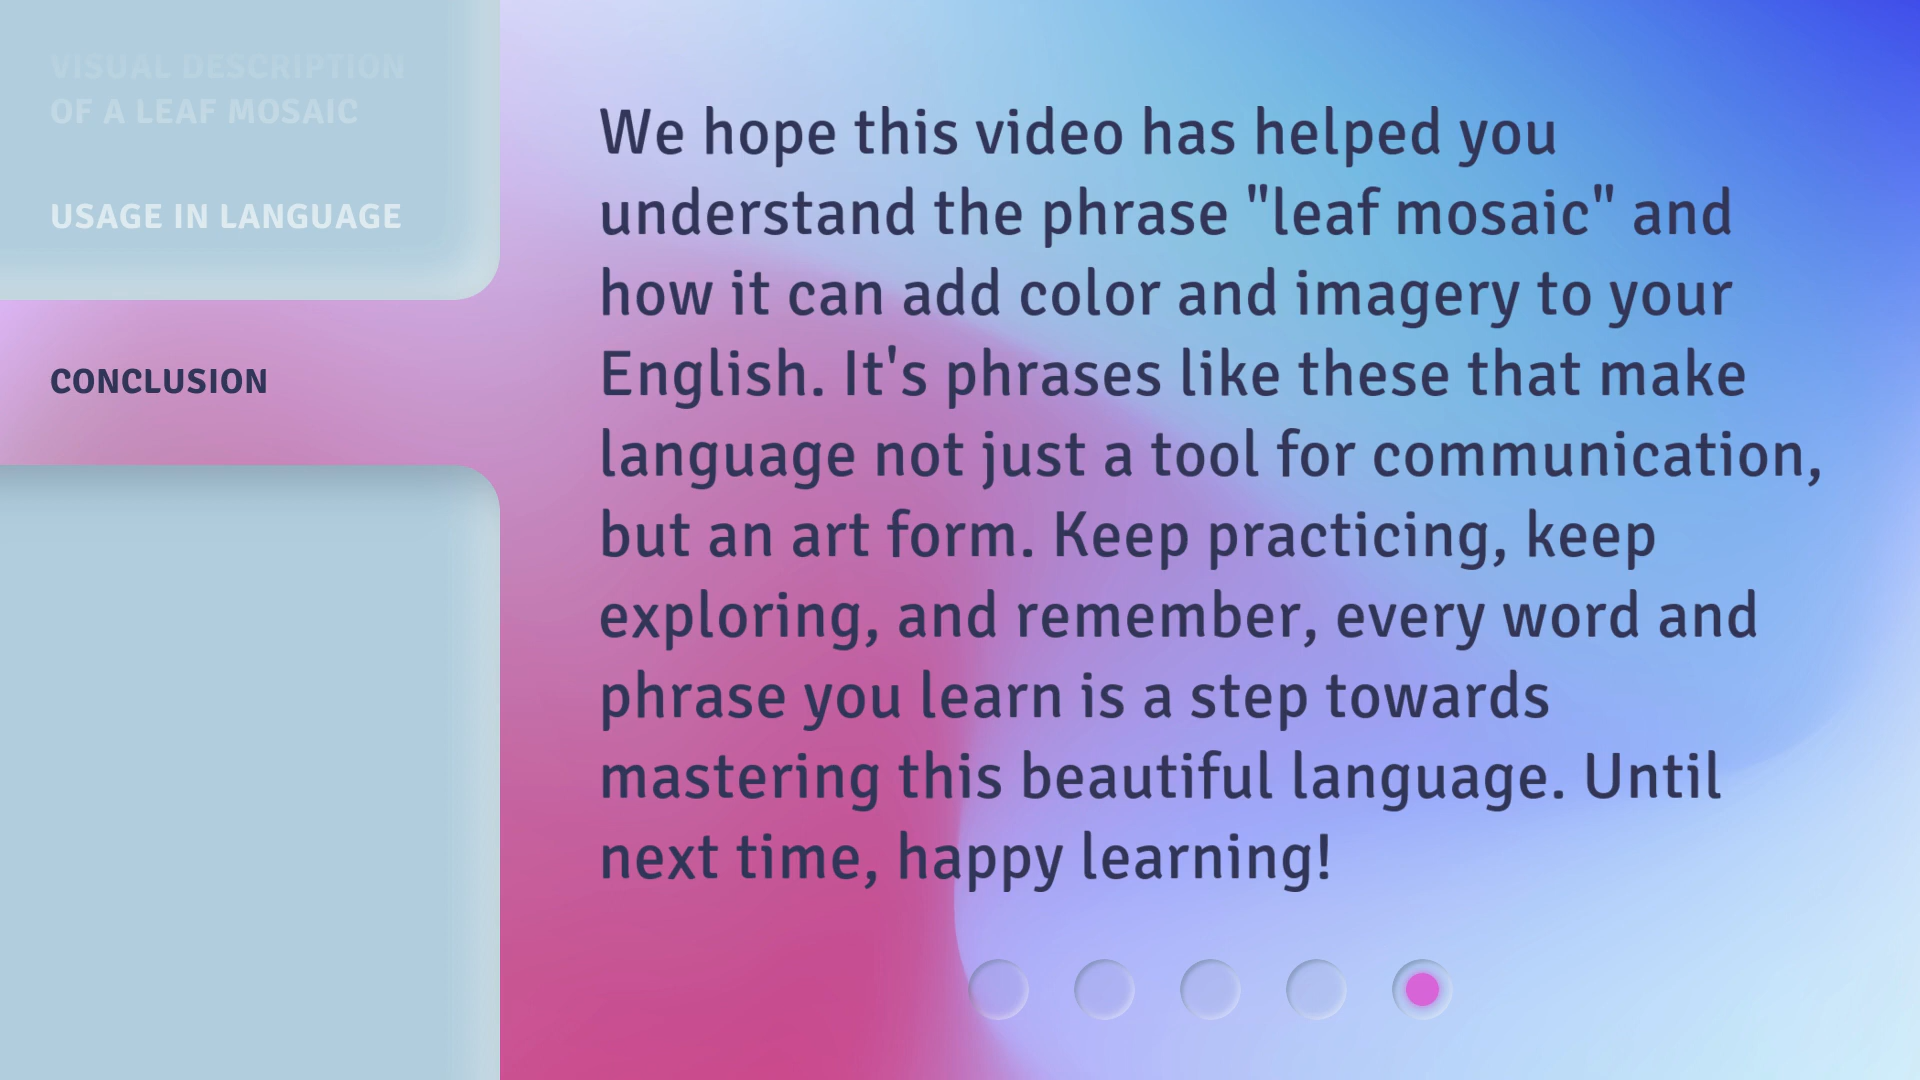 VISUAL DESCRIPTION
OF A LEAF MOSAIC
USAGE IN LANGUAGE
CONCLUSION
We hope this video has helped you
understand the phrase "leaf mosaic" and
how it can add color and imagery to your
English. It's phrases like these that make
language not just a tool for communication,
but an art form. Keep practicing, keep
exploring, and remember, every word and
phrase you learn is a step towards
mastering this beautiful language. Until
next time, happy learning!